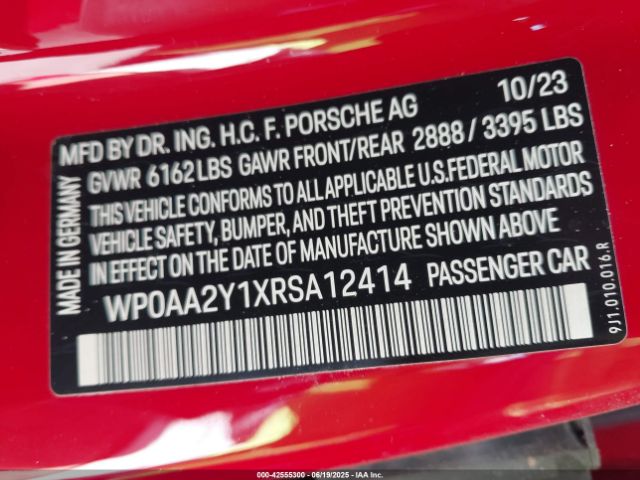 MFD BY DR. ING. H.C. F. PORSCHE AG 10/23
GVWR 6162 LBS GAWR FRONT/REAR 2888 / 3395 LBS
THIS VEHICLE CONFORMS TO ALL APPLICABLE U.S.FEDERAL MOTOR
VEHICLE SAFETY, BUMPER, AND THEFT PREVENTION STANDARDS
IN EFFECT ON THE DATE OF MANUFACTURE SHOWN ABOVE
WP0AA2Y1XRSA12414 PASSENGER CAR
MADE IN GERMANY
9J1.010.016.R
000-42555300 - 06/19/2025 - IAA Inc.